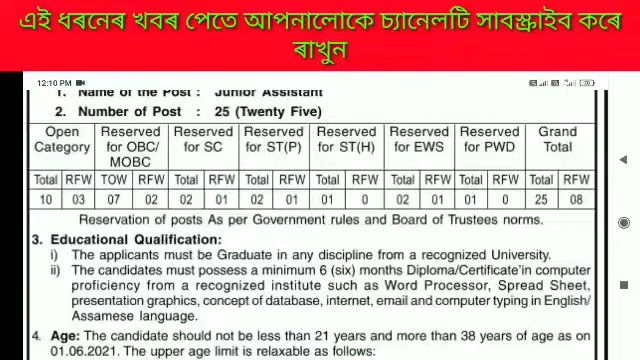 এই ধৰনেৰ খবৰ পেতে আপনালোকে চ্যানেলটি সাবস্ক্ৰাইব কৰে
ৰাখুন
12:10 PM
1. Name of the Post : Junior Assistant
2. Number of Post : 25 (Twenty Five)
Open Category Reserved for OBC/ MOBC Reserved for SC Reserved for ST(P) Reserved for ST(H) Reserved for EWS Reserved for PWD Grand Total
Total RFW TOW RFW Total RFW Total RFW Total RFW Total RFW Total RFW Total RFW
10 03 07 02 02 01 02 01 01 0 02 01 01 0 25 08
Reservation of posts As per Government rules and Board of Trustees norms.
3. Educational Qualification:
i) The applicants must be Graduate in any discipline from a recognized University.
ii) The candidates must possess a minimum 6 (six) months Diploma/Certificate in computer
proficiency from a recognized institute such as Word Processor, Spread Sheet,
presentation graphics, concept of database, internet, email and computer typing in English/
Assamese language.
4. Age: The candidate should not be less than 21 years and more than 38 years of age as on
01.06.2021. The upper age limit is relaxable as follows: